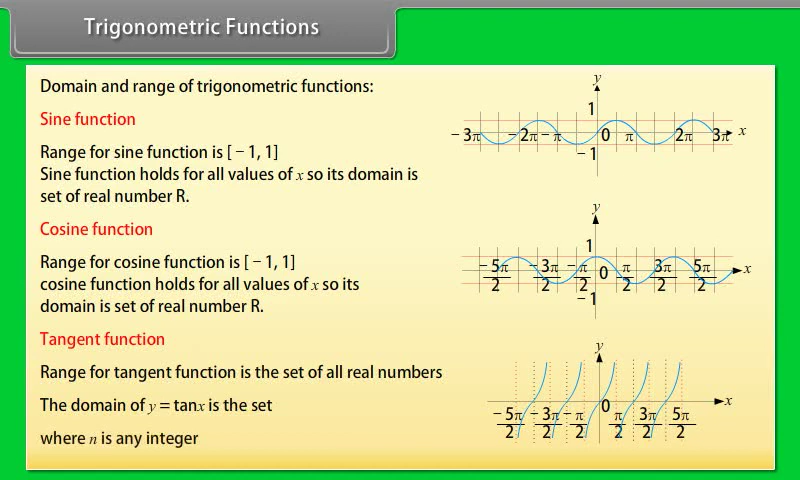 Trigonometric Functions
Domain and range of trigonometric functions:
Sine function
Range for sine function is [ – 1, 1]
Sine function holds for all values of x so its domain is
set of real number R.
y
1
– 3π – 2π – π 0 π 2π 3π x
– 1
Cosine function
Range for cosine function is [ – 1, 1]
cosine function holds for all values of x so its
domain is set of real number R.
y
1
– 5π/2 – 3π/2 – π/2 0 π/2 3π/2 5π/2 x
– 1
Tangent function
Range for tangent function is the set of all real numbers
The domain of y = tanx is the set
where n is any integer
y
0 x
– 5π/2 – 3π/2 – π/2 π/2 3π/2 5π/2